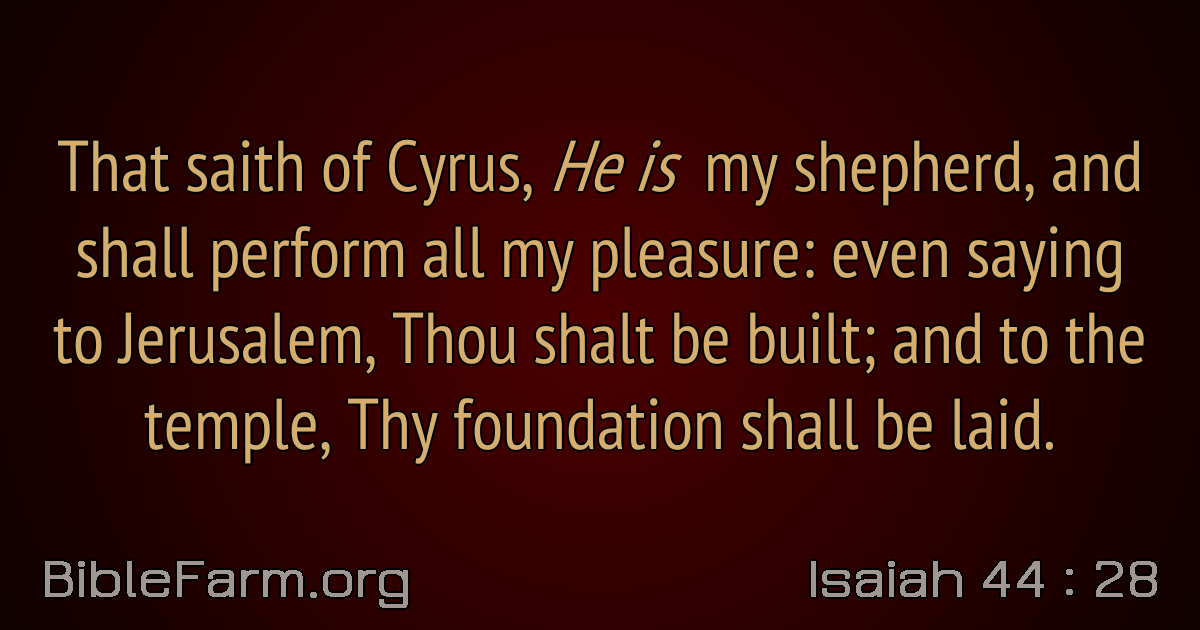 That saith of Cyrus, He is my shepherd, and
shall perform all my pleasure: even saying
to Jerusalem, Thou shalt be built; and to the
temple, Thy foundation shall be laid.
BibleFarm.org
Isaiah 44 : 28